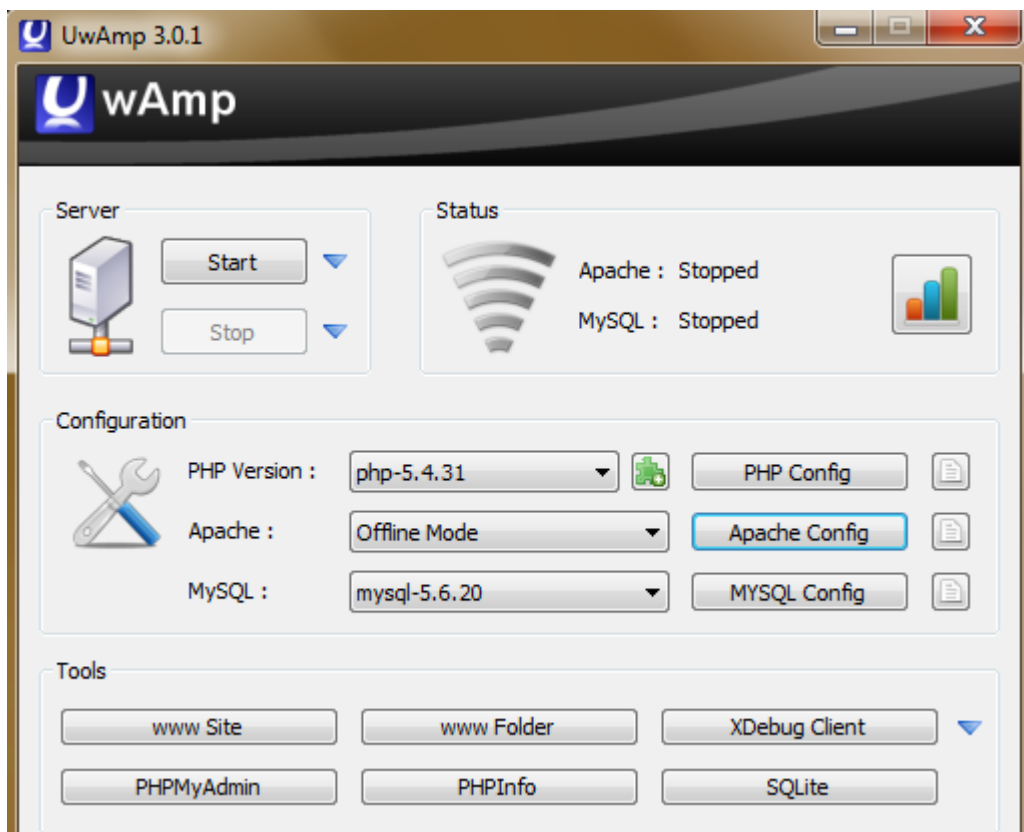 UwAmp 3.0.1
UwAmp
Server
Start
Stop
Status
Apache : Stopped
MySQL : Stopped
Configuration
PHP Version : php-5.4.31 PHP Config
Apache : Offline Mode Apache Config
MySQL : mysql-5.6.20 MYSQL Config
Tools
www Site www Folder XDebug Client
PHPMyAdmin PHPInfo SQLite